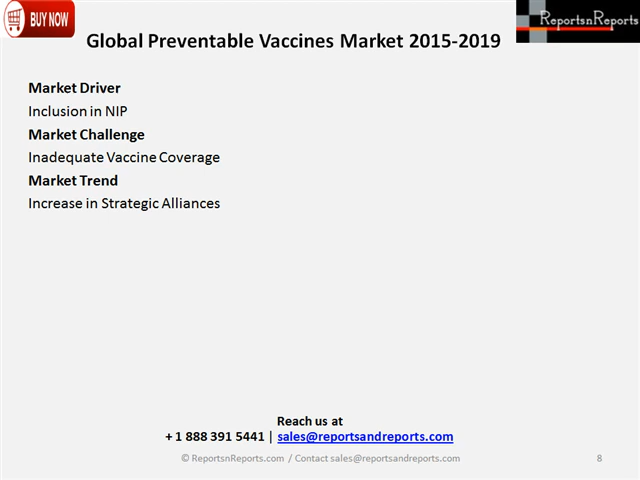 BUY NOW
Global Preventable Vaccines Market 2015-2019
ReportsnReports
Market Driver
Inclusion in NIP
Market Challenge
Inadequate Vaccine Coverage
Market Trend
Increase in Strategic Alliances
Reach us at
+ 1 888 391 5441 | sales@reportsandreports.com
© ReportsnReports.com / Contact sales@reportsandreports.com
8